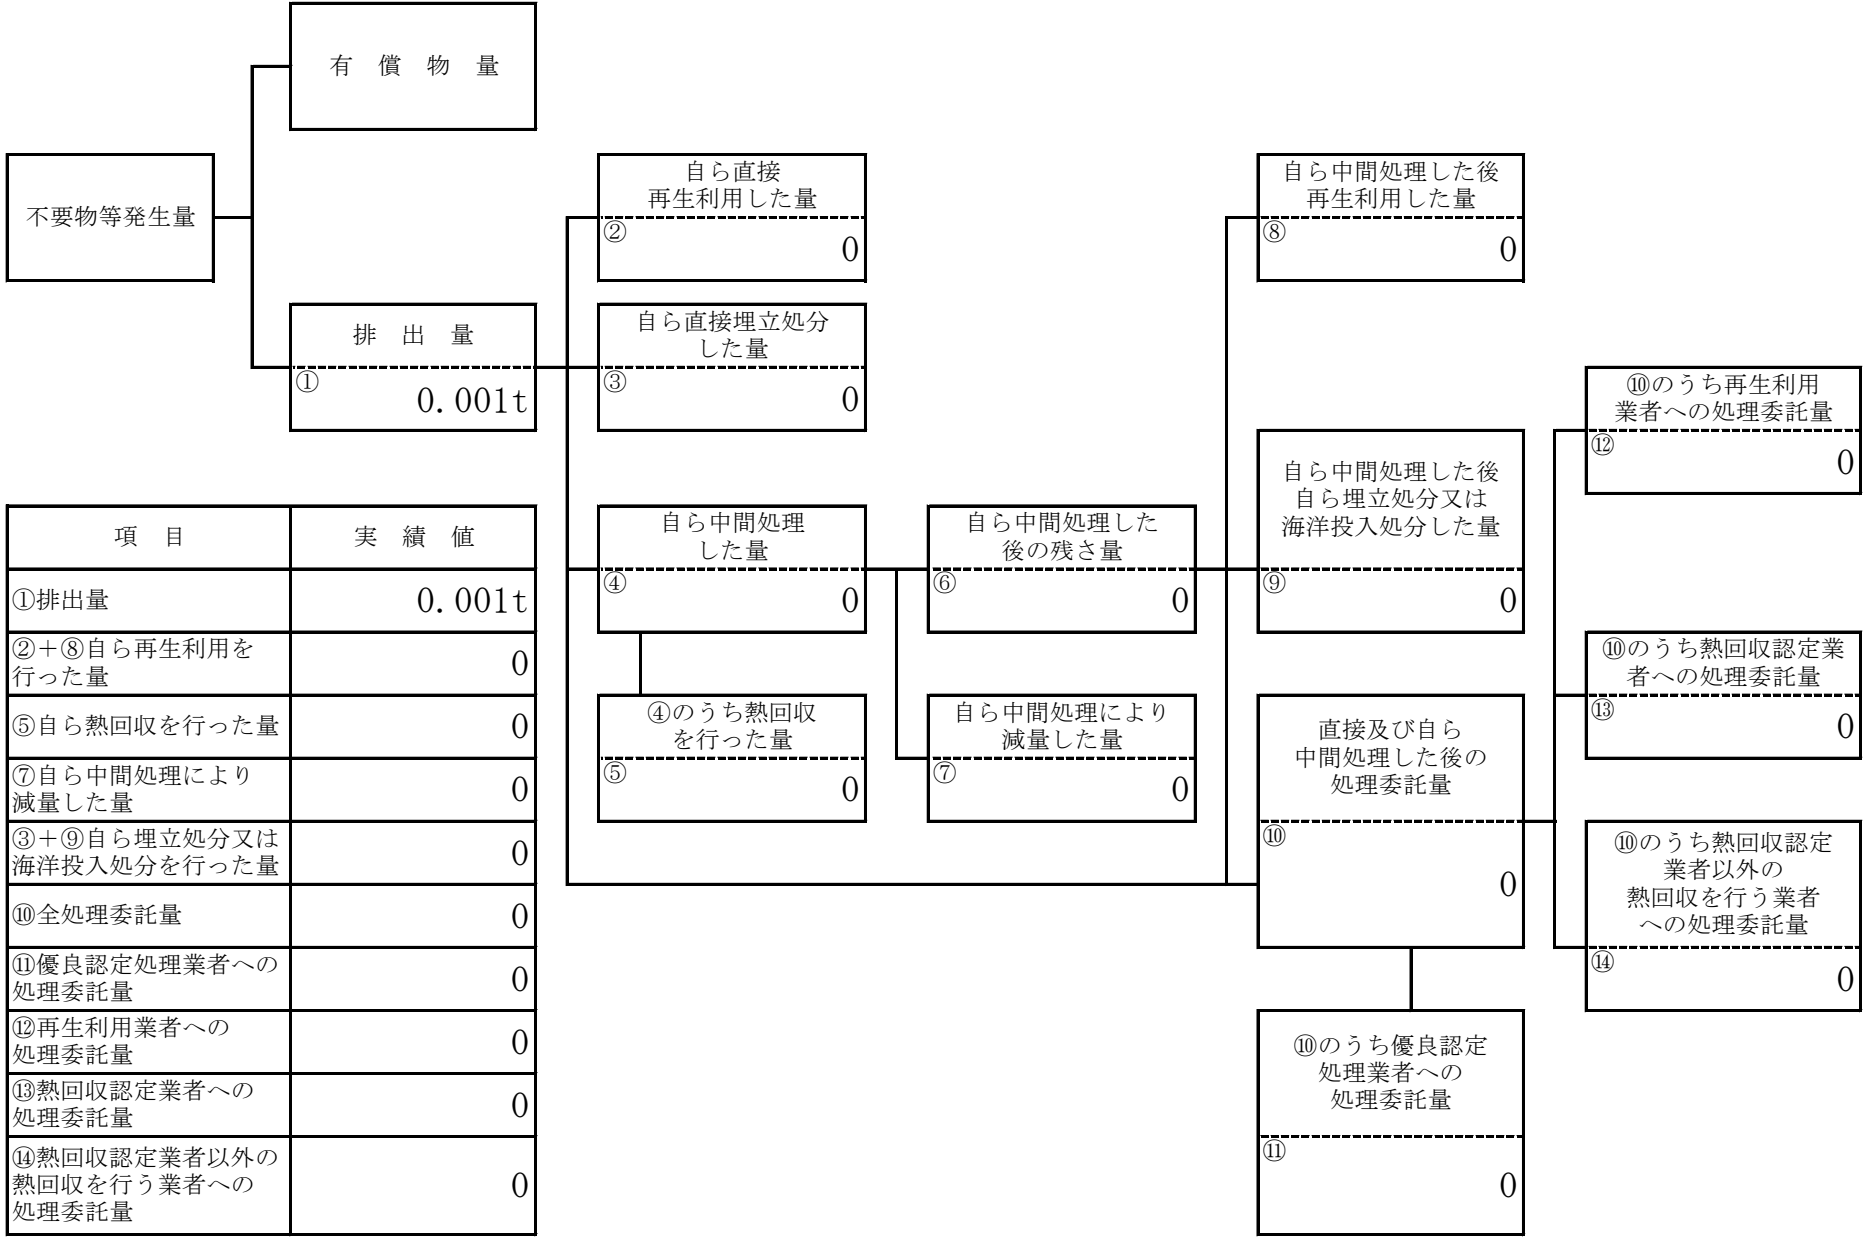 有　償　物　量
不要物等発生量
排　出　量
①
0.001t
自ら直接
再生利用した量
②
0
自ら直接埋立処分
した量
③
0
自ら中間処理
した量
④
0
④のうち熱回収
を行った量
⑤
0
自ら中間処理した
後の残さ量
⑥
0
自ら中間処理により
減量した量
⑦
0
自ら中間処理した後
再生利用した量
⑧
0
自ら中間処理した後
自ら埋立処分又は
海洋投入処分した量
⑨
0
直接及び自ら
中間処理した後の
処理委託量
⑩
0
⑩のうち優良認定
処理業者への
処理委託量
⑪
0
⑩のうち再生利用
業者への処理委託量
⑫
0
⑩のうち熱回収認定業
者への処理委託量
⑬
0
⑩のうち熱回収認定
業者以外の
熱回収を行う業者
への処理委託量
⑭
0
項　目
実　績　値
①排出量
0.001t
②＋⑧自ら再生利用を
行った量
0
⑤自ら熱回収を行った量
0
⑦自ら中間処理により
減量した量
0
③＋⑨自ら埋立処分又は
海洋投入処分を行った量
0
⑩全処理委託量
0
⑪優良認定処理業者への
処理委託量
0
⑫再生利用業者への
処理委託量
0
⑬熱回収認定業者への
処理委託量
0
⑭熱回収認定業者以外の
熱回収を行う業者への
処理委託量
0